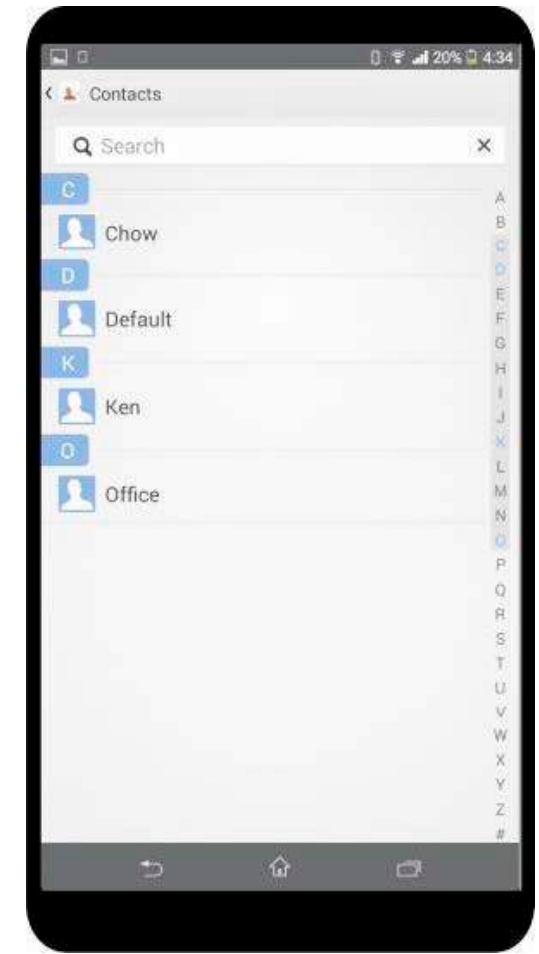 20% 4:34
Contacts
Search ×
C
Chow
D
Default
K
Ken
O
Office
A
B
C
D
E
F
G
H
I
J
K
L
M
N
O
P
Q
R
S
T
U
V
W
X
Y
Z
#